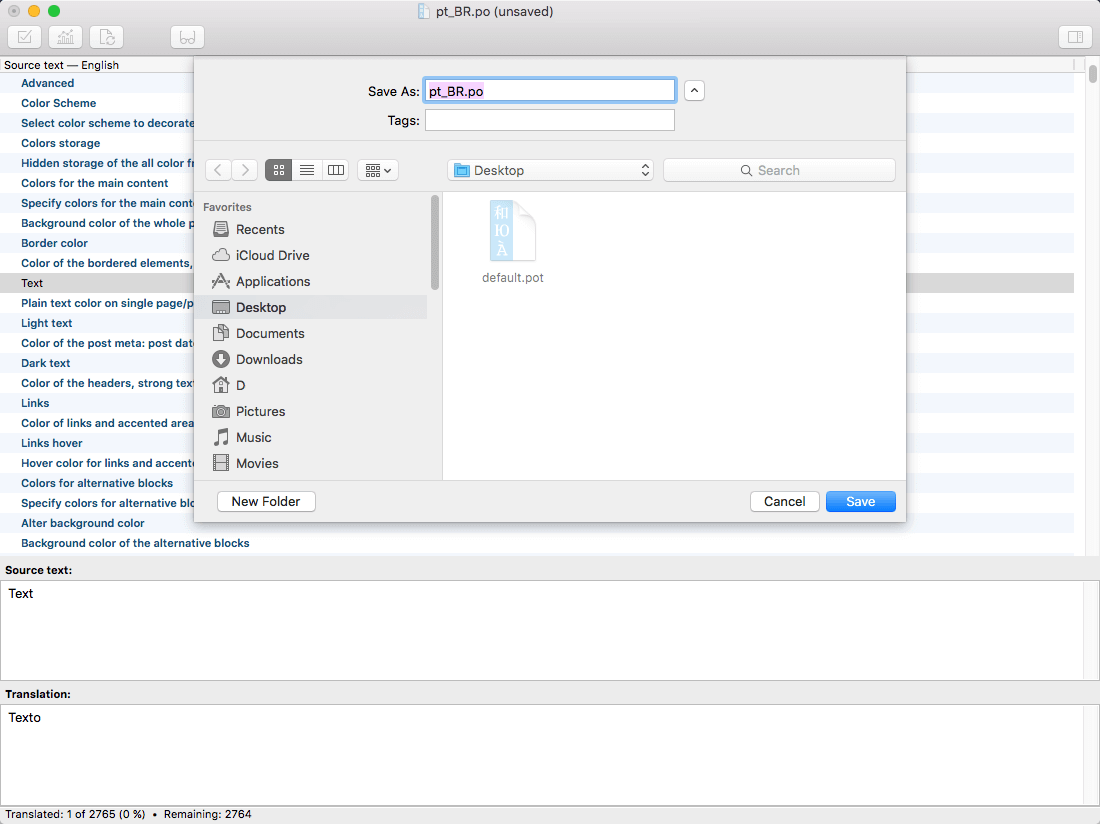 pt_BR.po (unsaved)
Source text — English
Advanced
Color Scheme
Select color scheme to decorate
Colors storage
Hidden storage of the all color fr
Colors for the main content
Specify colors for the main cont
Background color of the whole p
Border color
Color of the bordered elements,
Text
Plain text color on single page/p
Light text
Color of the post meta: post dat
Dark text
Color of the headers, strong tex
Links
Color of links and accented area
Links hover
Hover color for links and accent
Colors for alternative blocks
Specify colors for alternative blo
Alter background color
Background color of the alternative blocks
Save As: pt_BR.po
Tags:
Desktop
Search
Favorites
Recents
iCloud Drive
Applications
Desktop
Documents
Downloads
D
Pictures
Music
Movies
和
Ю
À
default.pot
New Folder
Cancel
Save
Source text:
Text
Translation:
Texto
Translated: 1 of 2765 (0 %) • Remaining: 2764